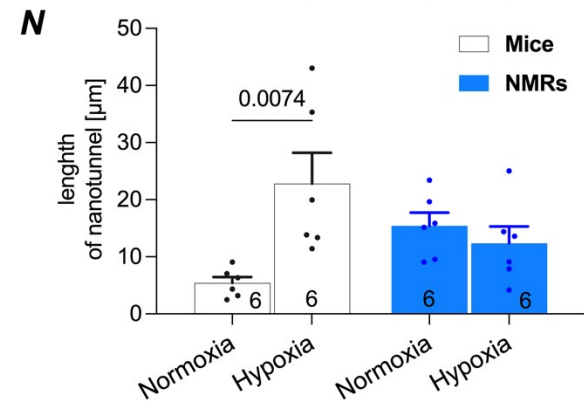 N
50
40
30
20
10
0
lenghth
of nanotunnel [µm]
0.0074
Mice
NMRs
6
6
6
6
Normoxia
Hypoxia
Normoxia
Hypoxia